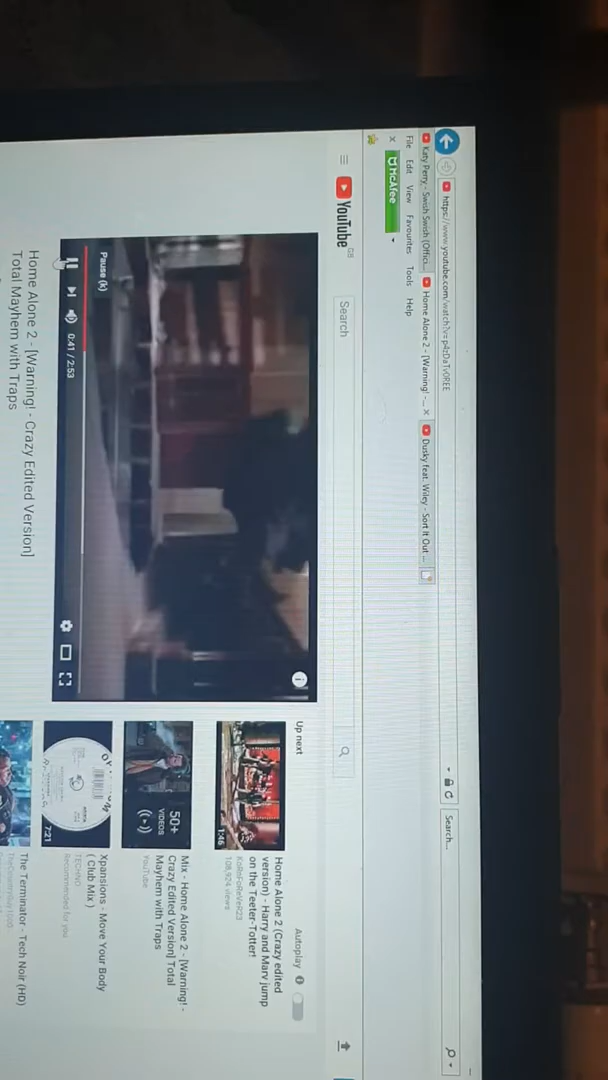 https://www.youtube.com/watch?v=p4zDaTv0REE
Search...
Katy Perry - Swish Swish (Offici...
Home Alone 2 - [Warning! - ...
Dusky feat. Wiley - Sort It Out ...
File Edit View Favourites Tools Help
McAfee
YouTube GB
Search
Pause (k)
0:41 / 2:53
Home Alone 2 - [Warning! - Crazy Edited Version]
Total Mayhem with Traps
Up next
Autoplay
1:46
Home Alone 2 (Crazy edited
version) - Harry and Marv jump
on the Teeter-Totter!
108,924 views
50+
VIDEOS
Mix - Home Alone 2 - [Warning! -
Crazy Edited Version] Total
Mayhem with Traps
YouTube
7:21
Xpansions - Move Your Body
( Club Mix )
TECHNO
Recommended for you
The Terminator - Tech Noir (HD)